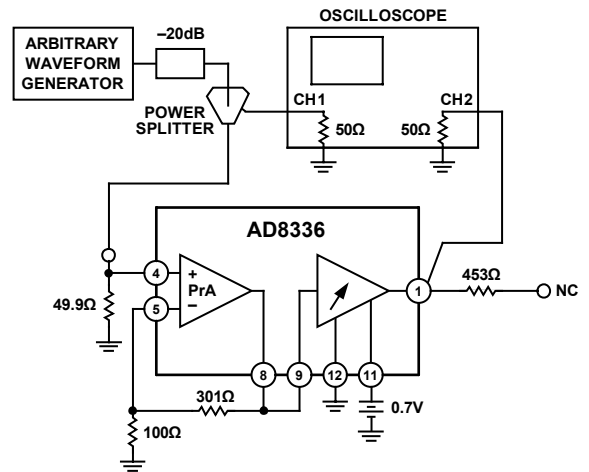 OSCILLOSCOPE
ARBITRARY
WAVEFORM
GENERATOR
–20dB
POWER
SPLITTER
CH1
CH2
50Ω
50Ω
AD8336
4
+
PrA
–
5
49.9Ω
1
453Ω
NC
8
9
12
11
301Ω
100Ω
0.7V